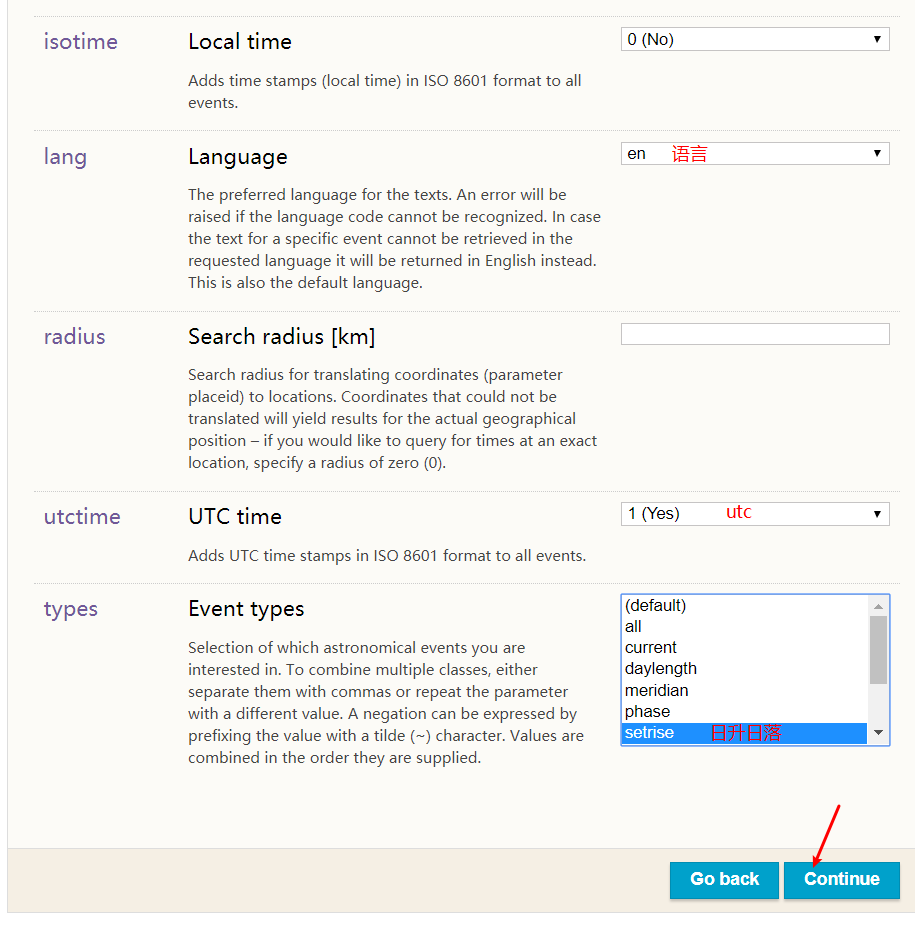 isotime
Local time
0 (No)
Adds time stamps (local time) in ISO 8601 format to all
events.
lang
Language
en 语言
The preferred language for the texts. An error will be
raised if the language code cannot be recognized. In case
the text for a specific event cannot be retrieved in the
requested language it will be returned in English instead.
This is also the default language.
radius
Search radius [km]
Search radius for translating coordinates (parameter
placeid) to locations. Coordinates that could not be
translated will yield results for the actual geographical
position – if you would like to query for times at an exact
location, specify a radius of zero (0).
utctime
UTC time
1 (Yes) utc
Adds UTC time stamps in ISO 8601 format to all events.
types
Event types
Selection of which astronomical events you are
interested in. To combine multiple classes, either
separate them with commas or repeat the parameter
with a different value. A negation can be expressed by
prefixing the value with a tilde (~) character. Values are
combined in the order they are supplied.
(default)
all
current
daylength
meridian
phase
setrise 日升日落
Go back
Continue